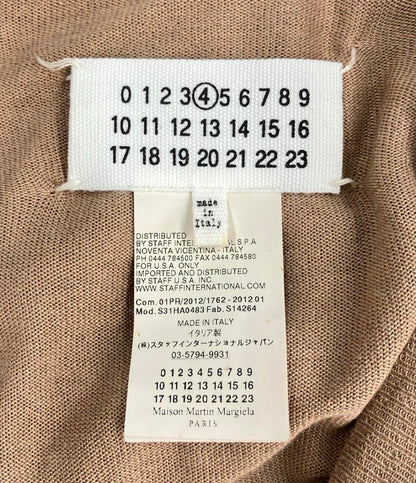 0 1 2 3 4 5 6 7 8 9
10 11 12 13 14 15 16
17 18 19 20 21 22 23
made
in
Italy
DISTRIBUTED
BY STAFF INTERNATIONAL S.P.A.
NOVENTA VICENTINA - ITALY
PH 0444 784500 FAX 0444 784580
FOR U.S.A. ONLY
IMPORTED AND DISTRIBUTED
BY STAFF U.S.A. INC.
WWW.STAFFINTERNATIONAL.COM
Com. 01PR/2012/1762 - 2012 01
Mod. S31HA0483 Fab. S14264
MADE IN ITALY
イタリア製
(株)スタッフインターナショナルジャパン
03-5794-9931
0 1 2 3 4 5 6 7 8 9
10 11 12 13 14 15 16
17 18 19 20 21 22 23
Maison Martin Margiela
PARIS